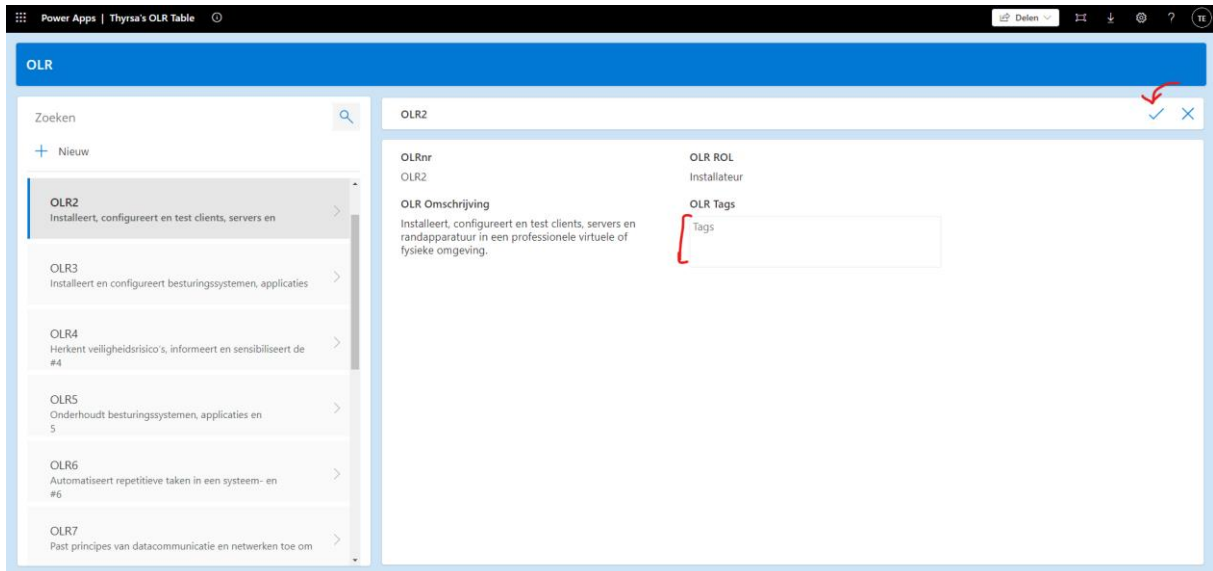 Power Apps | Thyrsa's OLR Table
Delen
?
TE
OLR
Zoeken
+ Nieuw
OLR2
Installeert, configureert en test clients, servers en
OLR3
Installeert en configureert besturingssystemen, applicaties
OLR4
Herkent veiligheidsrisico's, informeert en sensibiliseert de
#4
OLR5
Onderhoudt besturingssystemen, applicaties en
5
OLR6
Automatiseert repetitieve taken in een systeem- en
#6
OLR7
Past principes van datacommunicatie en netwerken toe om
OLR2
OLRnr
OLR2
OLR ROL
Installateur
OLR Omschrijving
Installeert, configureert en test clients, servers en
randapparatuur in een professionele virtuele of
fysieke omgeving.
OLR Tags
Tags